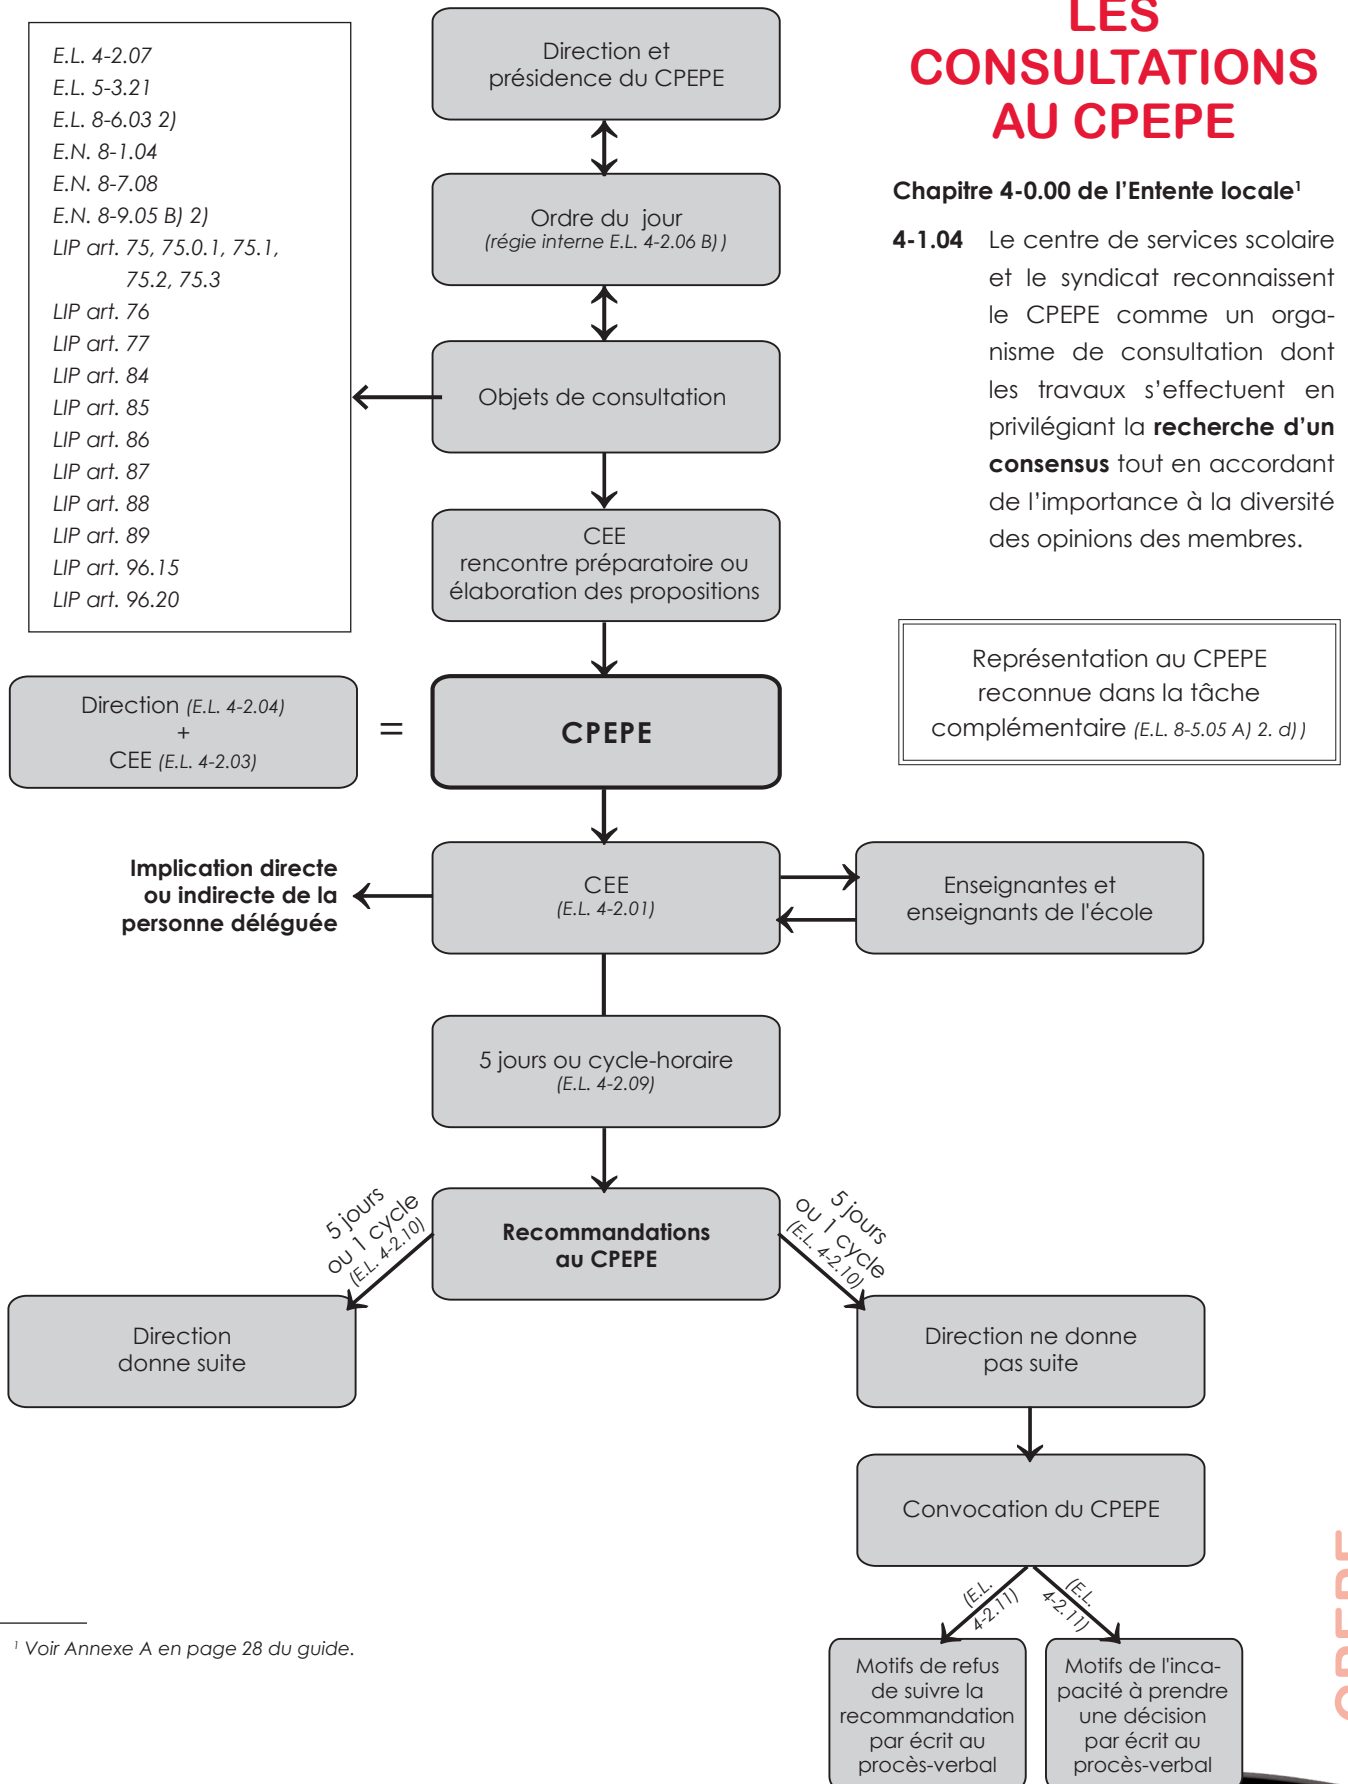 LES
CONSULTATIONS
AU CPEPE
Chapitre 4-0.00 de l’Entente locale¹
4-1.04 Le centre de services scolaire
et le syndicat reconnaissent
le CPEPE comme un orga-
nisme de consultation dont
les travaux s’effectuent en
privilégiant la recherche d’un
consensus tout en accordant
de l’importance à la diversité
des opinions des membres.
Représentation au CPEPE
reconnue dans la tâche
complémentaire (E.L. 8-5.05 A) 2. d) )
E.L. 4-2.07
E.L. 5-3.21
E.L. 8-6.03 2)
E.N. 8-1.04
E.N. 8-7.08
E.N. 8-9.05 B) 2)
LIP art. 75, 75.0.1, 75.1,
75.2, 75.3
LIP art. 76
LIP art. 77
LIP art. 84
LIP art. 85
LIP art. 86
LIP art. 87
LIP art. 88
LIP art. 89
LIP art. 96.15
LIP art. 96.20
Direction et
présidence du CPEPE
Ordre du jour
(régie interne E.L. 4-2.06 B) )
Objets de consultation
CEE
rencontre préparatoire ou
élaboration des propositions
Direction (E.L. 4-2.04)
+
CEE (E.L. 4-2.03)
=
CPEPE
Implication directe
ou indirecte de la
personne déléguée
CEE
(E.L. 4-2.01)
Enseignantes et
enseignants de l'école
5 jours ou cycle-horaire
(E.L. 4-2.09)
Recommandations
au CPEPE
5 jours
ou 1 cycle
(E.L. 4-2.10)
5 jours
ou 1 cycle
(E.L. 4-2.10)
Direction
donne suite
Direction ne donne
pas suite
Convocation du CPEPE
(E.L.
4-2.11)
(E.L.
4-2.11)
Motifs de refus
de suivre la
recommandation
par écrit au
procès-verbal
Motifs de l'inca-
pacité à prendre
une décision
par écrit au
procès-verbal
¹ Voir Annexe A en page 28 du guide.